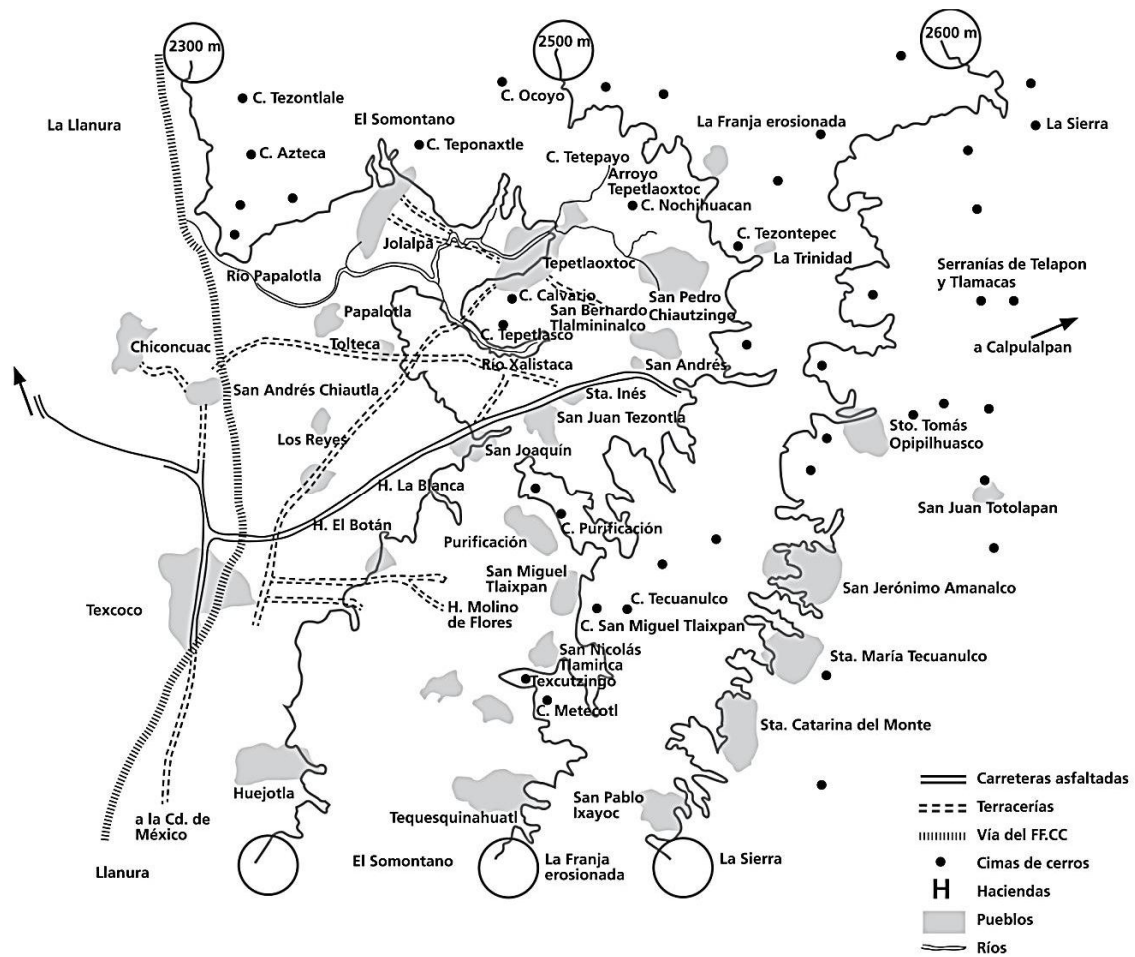 2300 m
2500 m
2600 m
C. Tezontlale
C. Ocoyo
La Llanura
El Somontano
La Franja erosionada
La Sierra
C. Azteca
C. Teponaxtle
C. Tetepayo
Arroyo
Tepetlaoxtoc
C. Nochihuacan
Jolalpa
C. Tezontepec
La Trinidad
Tepetlaoxtoc
Río Papalotla
Serranías de Telapon
y Tlamacas
C. Calvario
San Pedro
Chiautzingo
San Bernardo
Tlalmininalco
Papalotla
C. Tepetlasco
Chiconcuac
Tolteca
a Calpulalpan
Río Xalistaca
San Andrés
San Andrés Chiautla
Sta. Inés
San Juan Tezontla
Los Reyes
Sto. Tomás
Opipilhuasco
San Joaquín
H. La Blanca
San Juan Totolapan
H. El Botán
C. Purificación
Purificación
San Miguel
Tlaixpan
San Jerónimo Amanalco
Texcoco
C. Tecuanulco
H. Molino
de Flores
C. San Miguel Tlaixpan
San Nicolás
Tlaminca
Sta. María Tecuanulco
Texcutzingo
C. Metecotl
Sta. Catarina del Monte
Huejotla
San Pablo
Ixayoc
Tequesquinahuatl
a la Cd. de
México
Llanura
El Somontano
La Franja
erosionada
La Sierra
Carreteras asfaltadas
Terracerías
Vía del FF.CC
Cimas de cerros
H Haciendas
Pueblos
Ríos